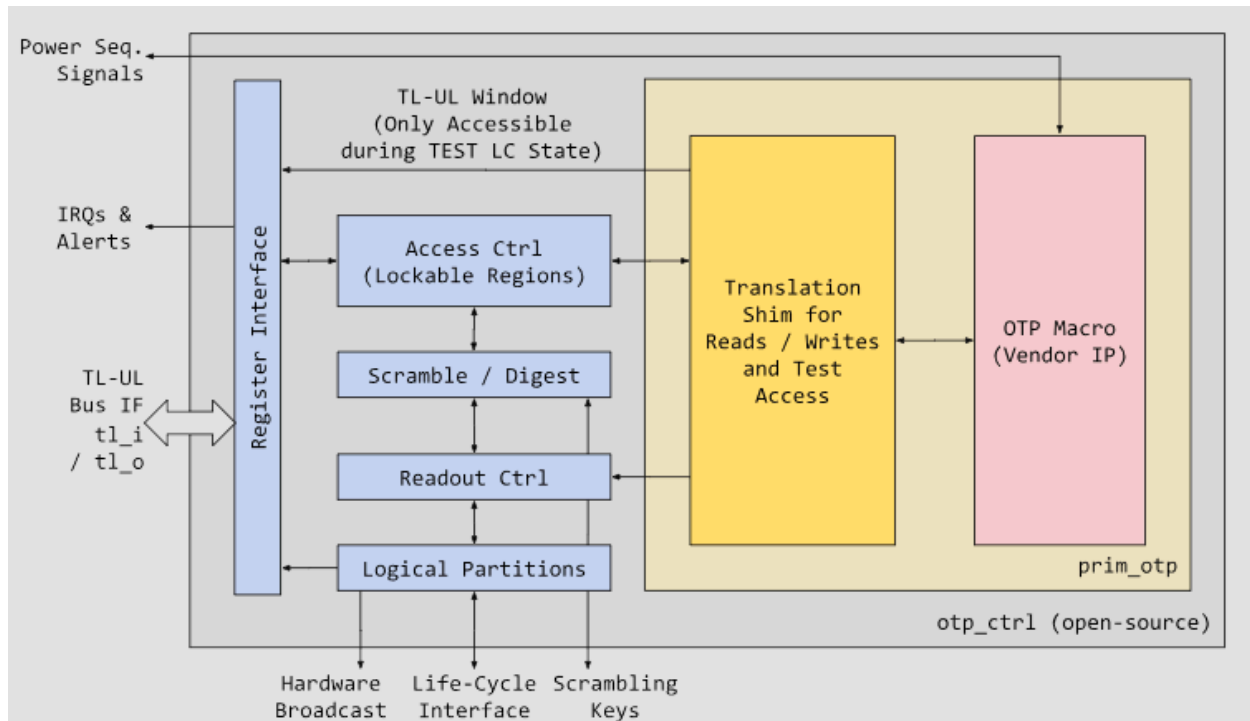 Power Seq.
Signals
TL-UL Window
(Only Accessible
during TEST LC State)
IRQs &
Alerts
Register Interface
Access Ctrl
(Lockable Regions)
Translation
Shim for
Reads / Writes
and Test
Access
OTP Macro
(Vendor IP)
TL-UL
Bus IF
tl_i
/ tl_o
Scramble / Digest
Readout Ctrl
Logical Partitions
prim_otp
otp_ctrl (open-source)
Hardware
Broadcast
Life-Cycle
Interface
Scrambling
Keys